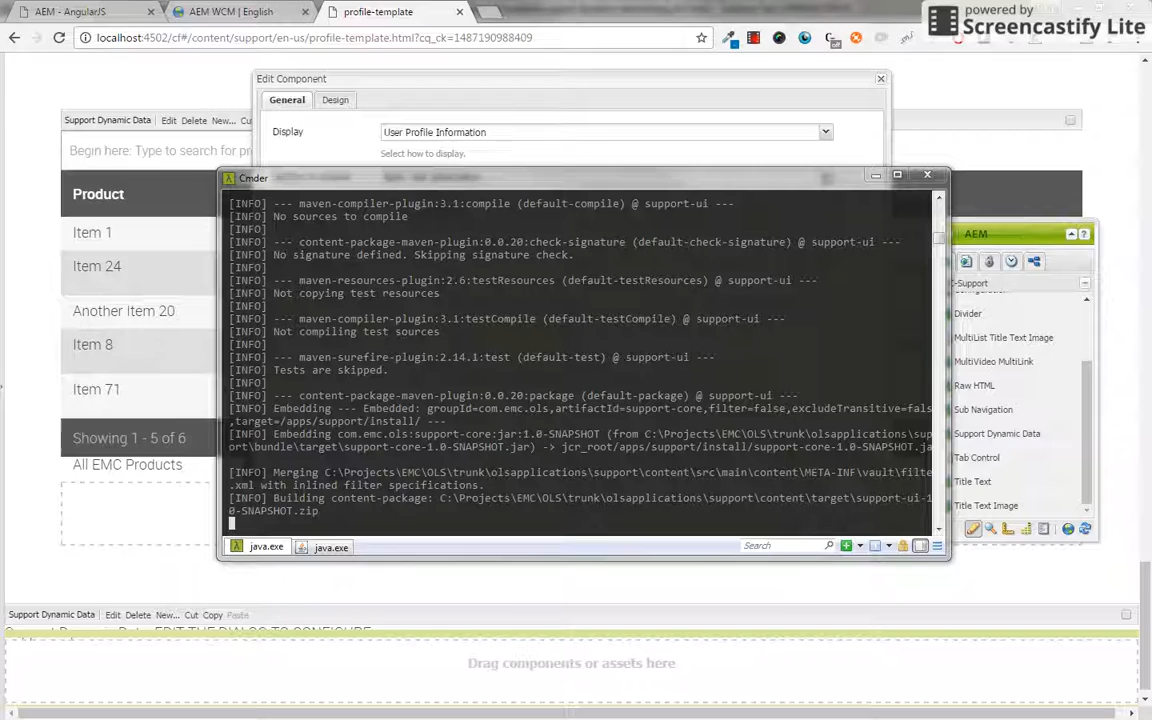 AEM - AngularJS
AEM WCM | English
profile-template
powered by
Screencastify Lite
localhost:4502/cf#/content/support/en-us/profile-template.html?cq_ck=1487190988409
Edit Component
General Design
Display User Profile Information
Select how to display.
Support Dynamic Data Edit Delete New...
Begin here: Type to search for
Product
Item 1
Item 24
Another Item 20
Item 8
Item 71
Showing 1 - 5 of 6
All EMC Products
Cmder
[INFO] --- maven-compiler-plugin:3.1:compile (default-compile) @ support-ui ---
[INFO] No sources to compile
[INFO]
[INFO] --- content-package-maven-plugin:0.0.20:check-signature (default-check-signature) @ support-ui ---
[INFO] No signature defined. Skipping signature check.
[INFO]
[INFO] --- maven-resources-plugin:2.6:testResources (default-testResources) @ support-ui ---
[INFO] Not copying test resources
[INFO]
[INFO] --- maven-compiler-plugin:3.1:testCompile (default-testCompile) @ support-ui ---
[INFO] Not compiling test sources
[INFO]
[INFO] --- maven-surefire-plugin:2.14.1:test (default-test) @ support-ui ---
[INFO] Tests are skipped.
[INFO]
[INFO] --- content-package-maven-plugin:0.0.20:package (default-package) @ support-ui ---
[INFO] Embedding --- Embedded: groupId=com.emc.ols,artifactId=support-core,filter=false,excludeTransitive=fals
,target=/apps/support/install/ ---
[INFO] Embedding com.emc.ols:support-core:jar:1.0-SNAPSHOT (from C:\Projects\EMC\OLS\trunk\olsapplications\sup
ort\bundle\target\support-core-1.0-SNAPSHOT.jar) -> jcr_root/apps/support/install/support-core-1.0-SNAPSHOT.ja
[INFO] Merging C:\Projects\EMC\OLS\trunk\olsapplications\support\content\src\main\content\META-INF\vault\filte
.xml with inlined filter specifications.
[INFO] Building content-package: C:\Projects\EMC\OLS\trunk\olsapplications\support\content\target\support-ui-1
0-SNAPSHOT.zip
java.exe
java.exe
Search
AEM
-Support
Divider
MultiList Title Text Image
MultiVideo MultiLink
Raw HTML
Sub Navigation
Support Dynamic Data
Tab Control
Title Text
Title Text Image
Support Dynamic Data Edit Delete New... Cut Copy Paste
Drag components or assets here